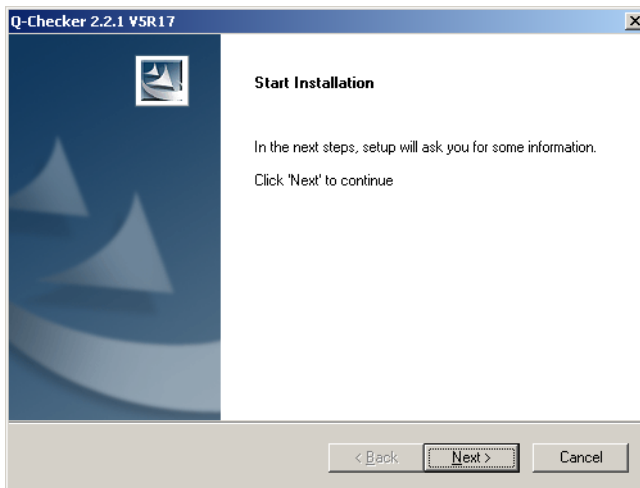 Q-Checker 2.2.1 V5R17
Start Installation
In the next steps, setup will ask you for some information.
Click 'Next' to continue
< Back Next > Cancel